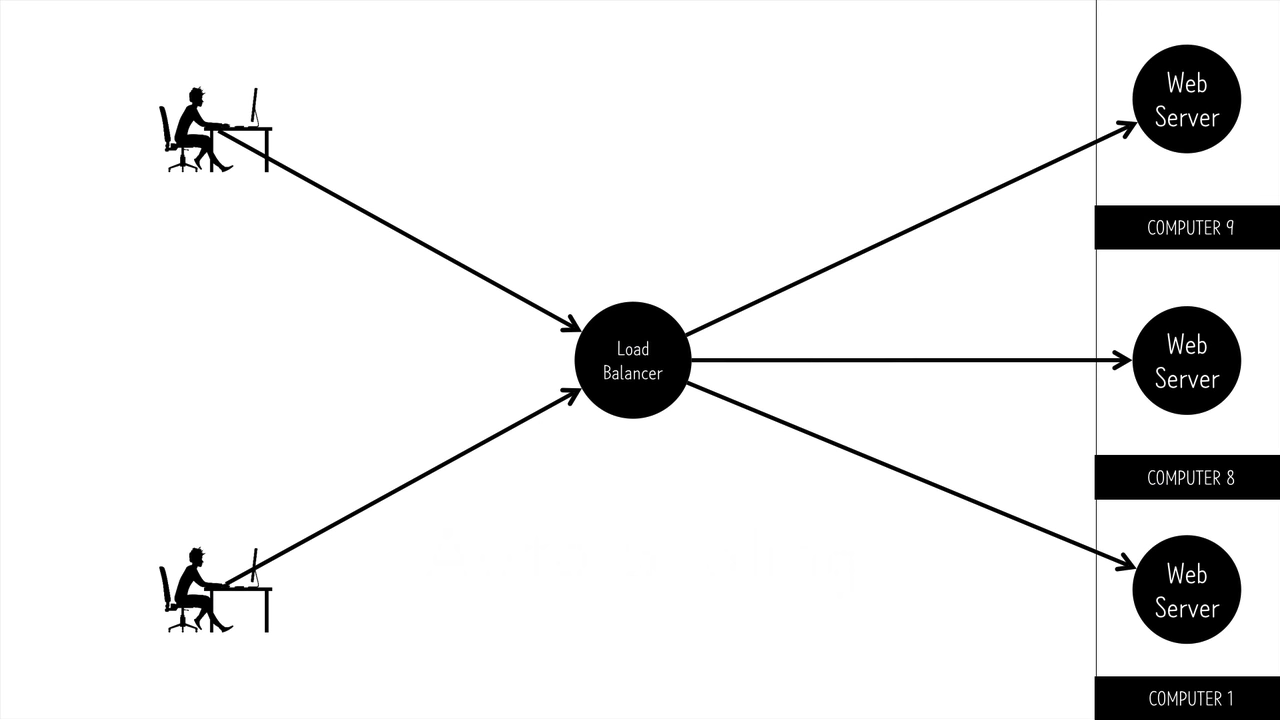 Web
Server
COMPUTER 9
Load
Balancer
Web
Server
COMPUTER 8
Web
Server
COMPUTER 1